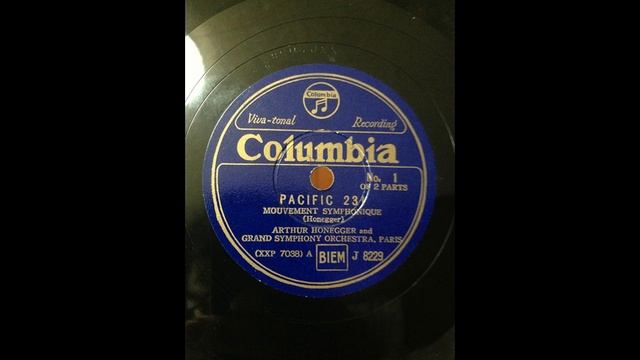 Columbia
Viva-tonal Recording
Columbia
No. 1
OF 2 PARTS
PACIFIC 231
MOUVEMENT SYMPHONIQUE
(Honegger)
ARTHUR HONEGGER and
GRAND SYMPHONY ORCHESTRA, PARIS
(XXP 7038) A BIEM J 8229